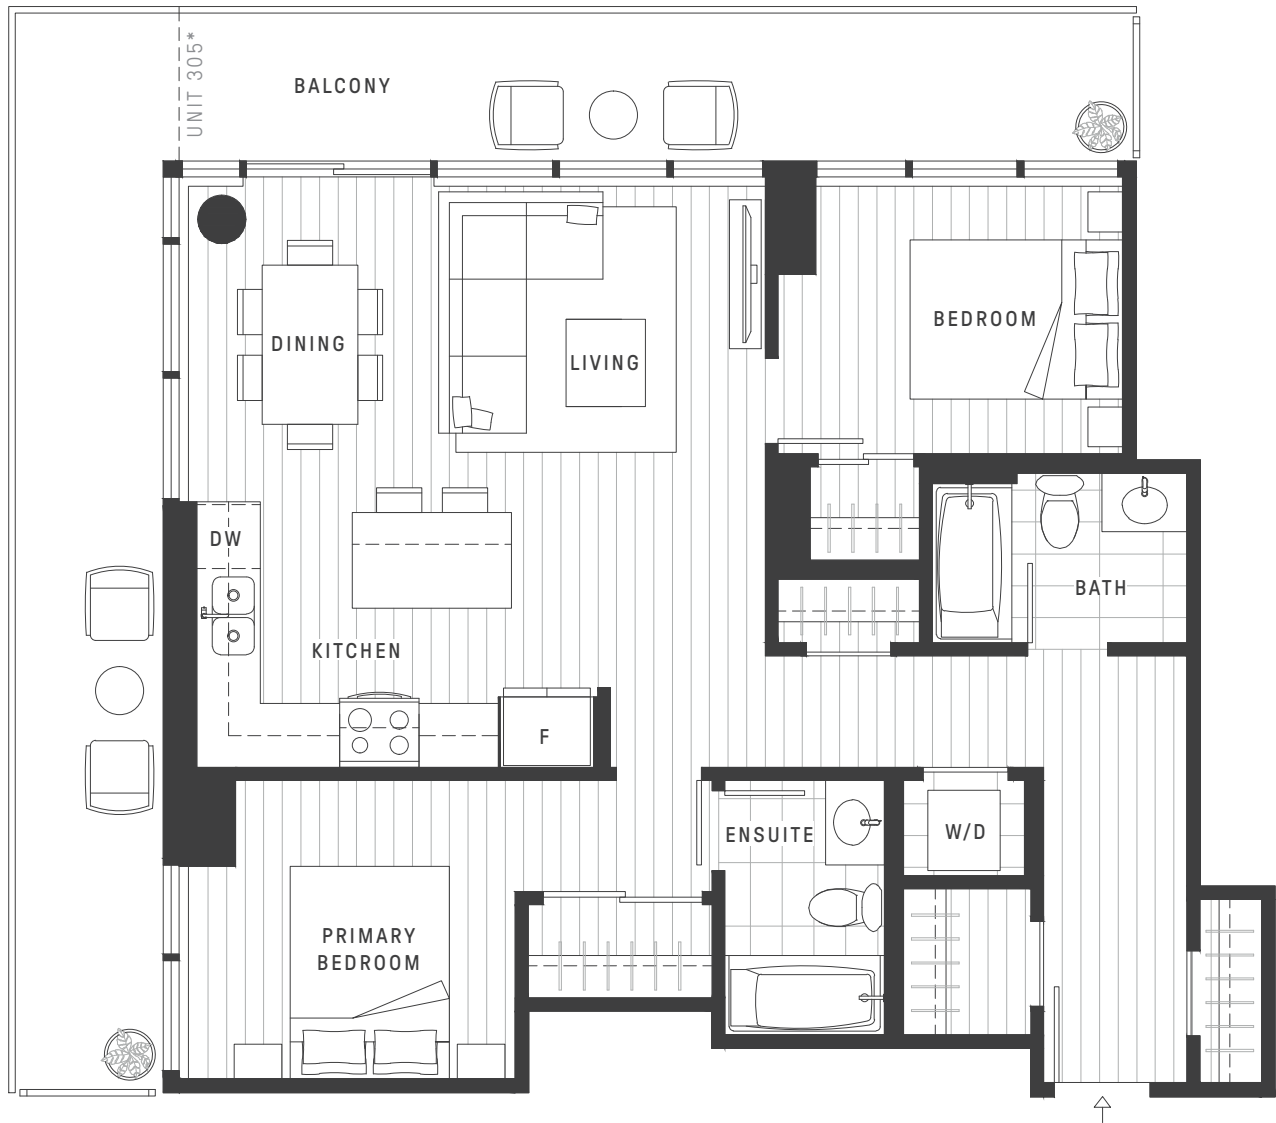 UNIT 305*
BALCONY
BEDROOM
DINING
LIVING
DW
BATH
KITCHEN
F
ENSUITE
W/D
PRIMARY
BEDROOM